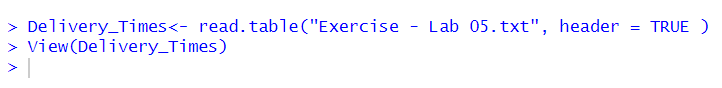 > Delivery_Times<- read.table("Exercise - Lab 05.txt", header = TRUE )
> View(Delivery_Times)
>